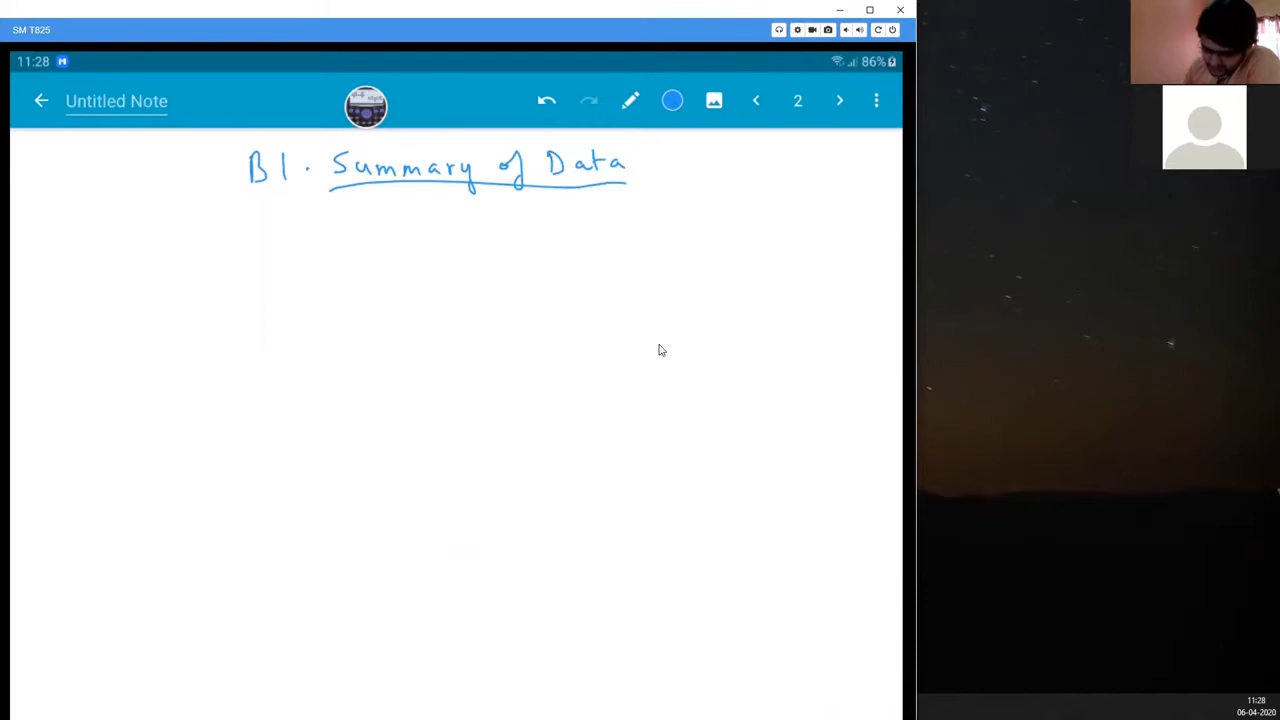 SM T825
11:28
86%
Untitled Note
2
B1. Summary of Data
11:28
06-04-2020